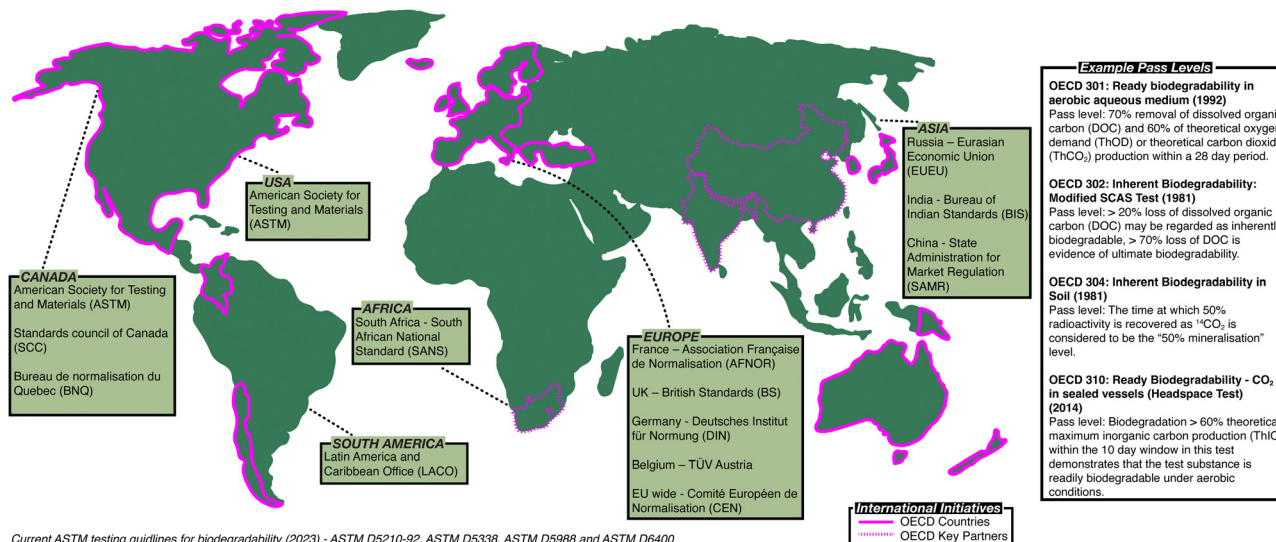 CANADA
American Society for Testing
and Materials (ASTM)
Standards council of Canada
(SCC)
Bureau de normalisation du
Quebec (BNQ)
USA
American Society for
Testing and Materials
(ASTM)
SOUTH AMERICA
Latin America and
Caribbean Office (LACO)
AFRICA
South Africa - South
African National
Standard (SANS)
EUROPE
France – Association Française
de Normalisation (AFNOR)
UK – British Standards (BS)
Germany - Deutsches Institut
für Normung (DIN)
Belgium – TÜV Austria
EU wide - Comité Européen de
Normalisation (CEN)
ASIA
Russia – Eurasian
Economic Union
(EUEU)
India - Bureau of
Indian Standards (BIS)
China - State
Administration for
Market Regulation
(SAMR)
Example Pass Levels
OECD 301: Ready biodegradability in
aerobic aqueous medium (1992)
Pass level: 70% removal of dissolved organi
carbon (DOC) and 60% of theoretical oxygen
demand (ThOD) or theoretical carbon dioxid
(ThCO₂) production within a 28 day period.
OECD 302: Inherent Biodegradability:
Modified SCAS Test (1981)
Pass level: > 20% loss of dissolved organic
carbon (DOC) may be regarded as inherentl
biodegradable, > 70% loss of DOC is
evidence of ultimate biodegradability.
OECD 304: Inherent Biodegradability in
Soil (1981)
Pass level: The time at which 50%
radioactivity is recovered as ¹⁴CO₂ is
considered to be the “50% mineralisation”
level.
OECD 310: Ready Biodegradability - CO₂
in sealed vessels (Headspace Test)
(2014)
Pass level: Biodegradation > 60% theoretica
maximum inorganic carbon production (ThIC
within the 10 day window in this test
demonstrates that the test substance is
readily biodegradable under aerobic
conditions.
International Initiatives
OECD Countries
OECD Key Partners
Current ASTM testing guidlines for biodegradability (2023) - ASTM D5210-92, ASTM D5338, ASTM D5988 and ASTM D6400